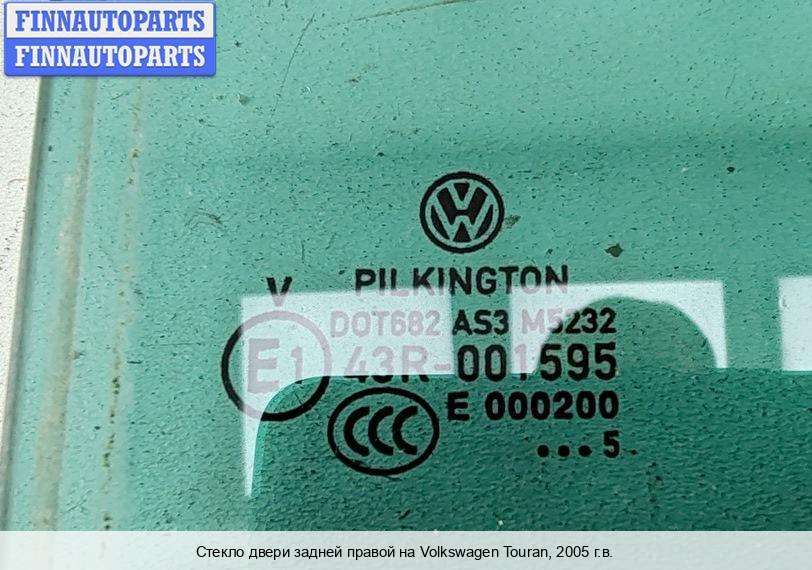 FINNAUTOPARTS
FINNAUTOPARTS
VW
PILKINGTON
V
DOT682 AS3 M5232
E1 43R-001595
E 000200
CCC
...5
Стекло двери задней правой на Volkswagen Touran, 2005 г.в.